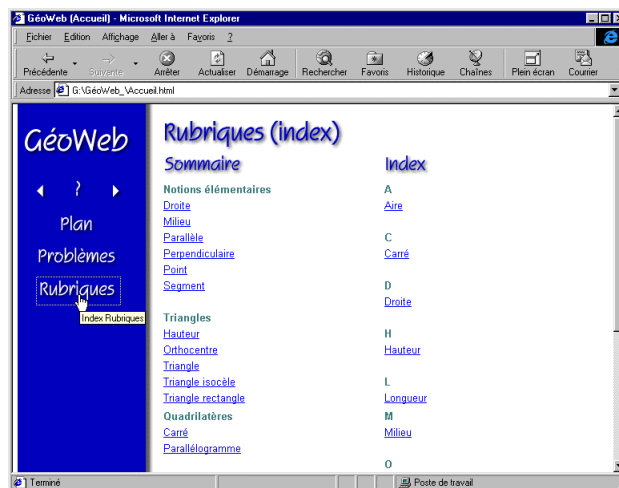 GéoWeb (Accueil) - Microsoft Internet Explorer
Fichier Edition Affichage Aller à Favoris ?
Précédente Suivante Arrêter Actualiser Démarrage Rechercher Favoris Historique Chaînes Plein écran Courrier
Adresse G:\GéoWeb_\Accueil.html
GéoWeb
?
Plan
Problèmes
Rubriques
Index Rubriques
Rubriques (index)
Sommaire
Notions élémentaires
Droite
Milieu
Parallèle
Perpendiculaire
Point
Segment
Triangles
Hauteur
Orthocentre
Triangle
Triangle isocèle
Triangle rectangle
Quadrilatères
Carré
Parallélogramme
Index
A
Aire
C
Carré
D
Droite
H
Hauteur
L
Longueur
M
Milieu
O
Terminé
Poste de travail